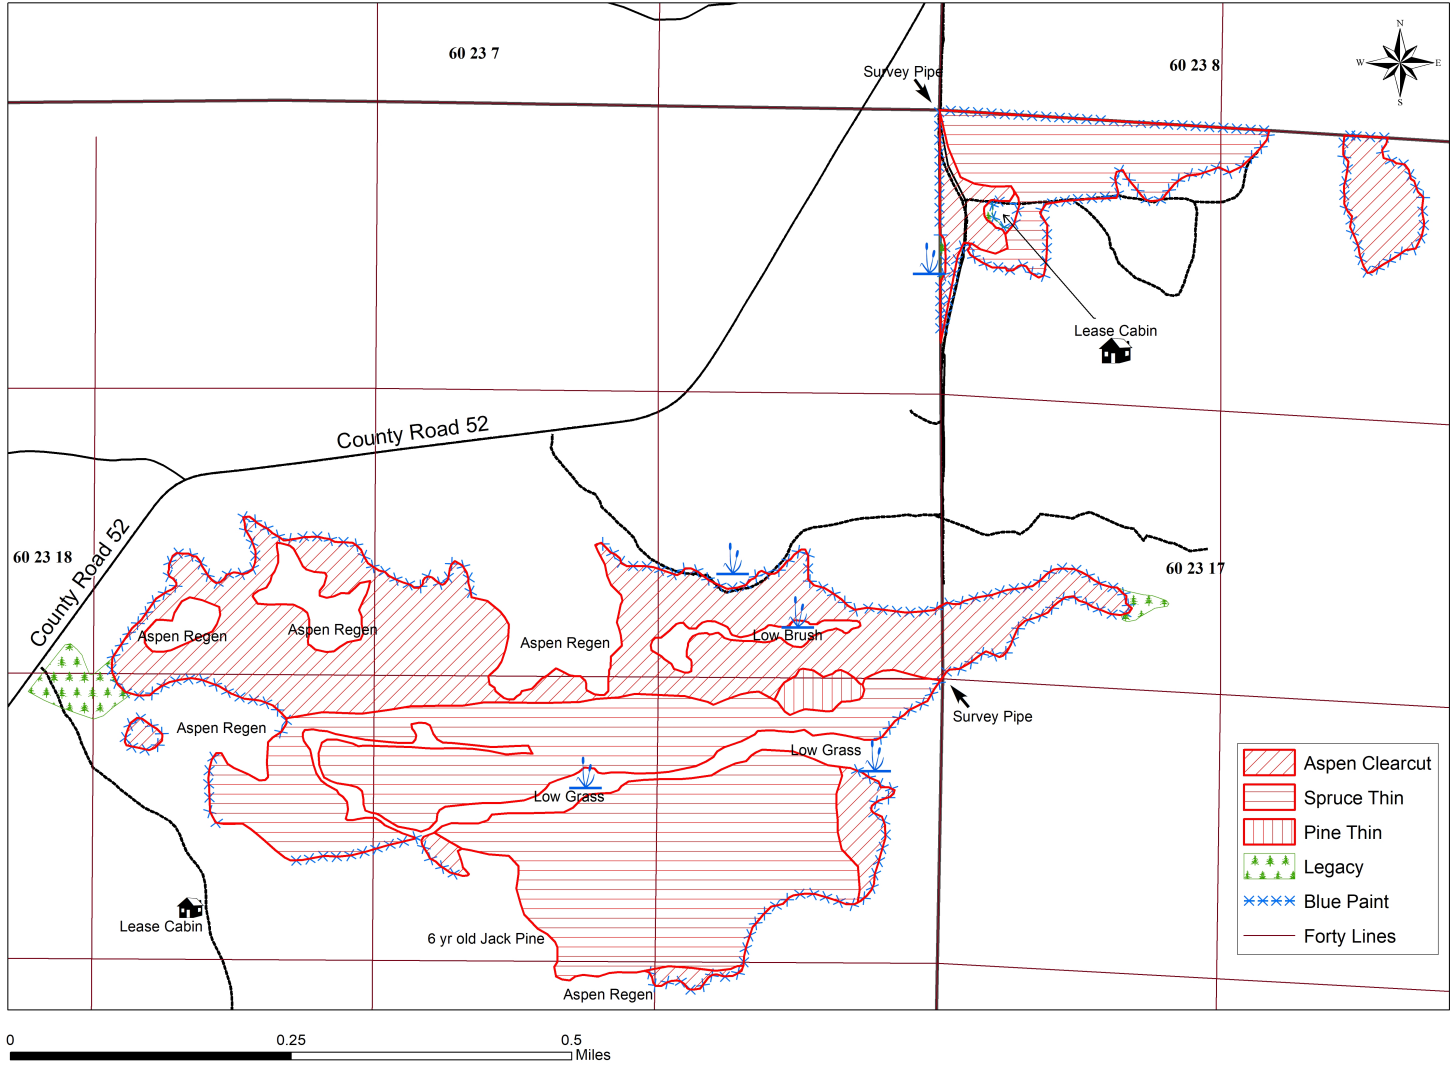 60 23 7
60 23 8
N
W
E
S
Survey Pipe
Lease Cabin
County Road 52
County Road 52
60 23 18
60 23 17
Aspen Regen
Aspen Regen
Aspen Regen
Low Brush
Survey Pipe
Aspen Regen
Low Grass
Low Grass
Lease Cabin
6 yr old Jack Pine
Aspen Regen
Aspen Clearcut
Spruce Thin
Pine Thin
Legacy
Blue Paint
Forty Lines
0
0.25
0.5
Miles